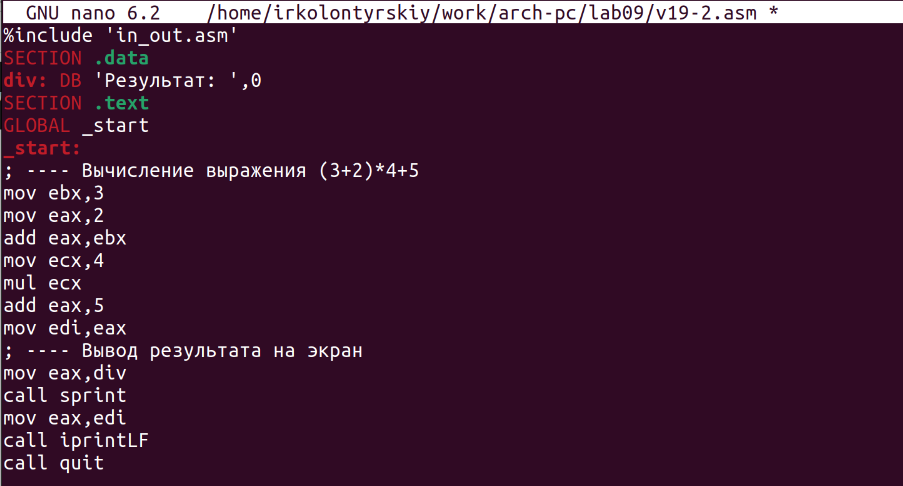 GNU nano 6.2 /home/irkolontyrskiy/work/arch-pc/lab09/v19-2.asm *
%include 'in_out.asm'
SECTION .data
div: DB 'Результат: ',0
SECTION .text
GLOBAL _start
_start:
; ---- Вычисление выражения (3+2)*4+5
mov ebx,3
mov eax,2
add eax,ebx
mov ecx,4
mul ecx
add eax,5
mov edi,eax
; ---- Вывод результата на экран
mov eax,div
call sprint
mov eax,edi
call iprintLF
call quit